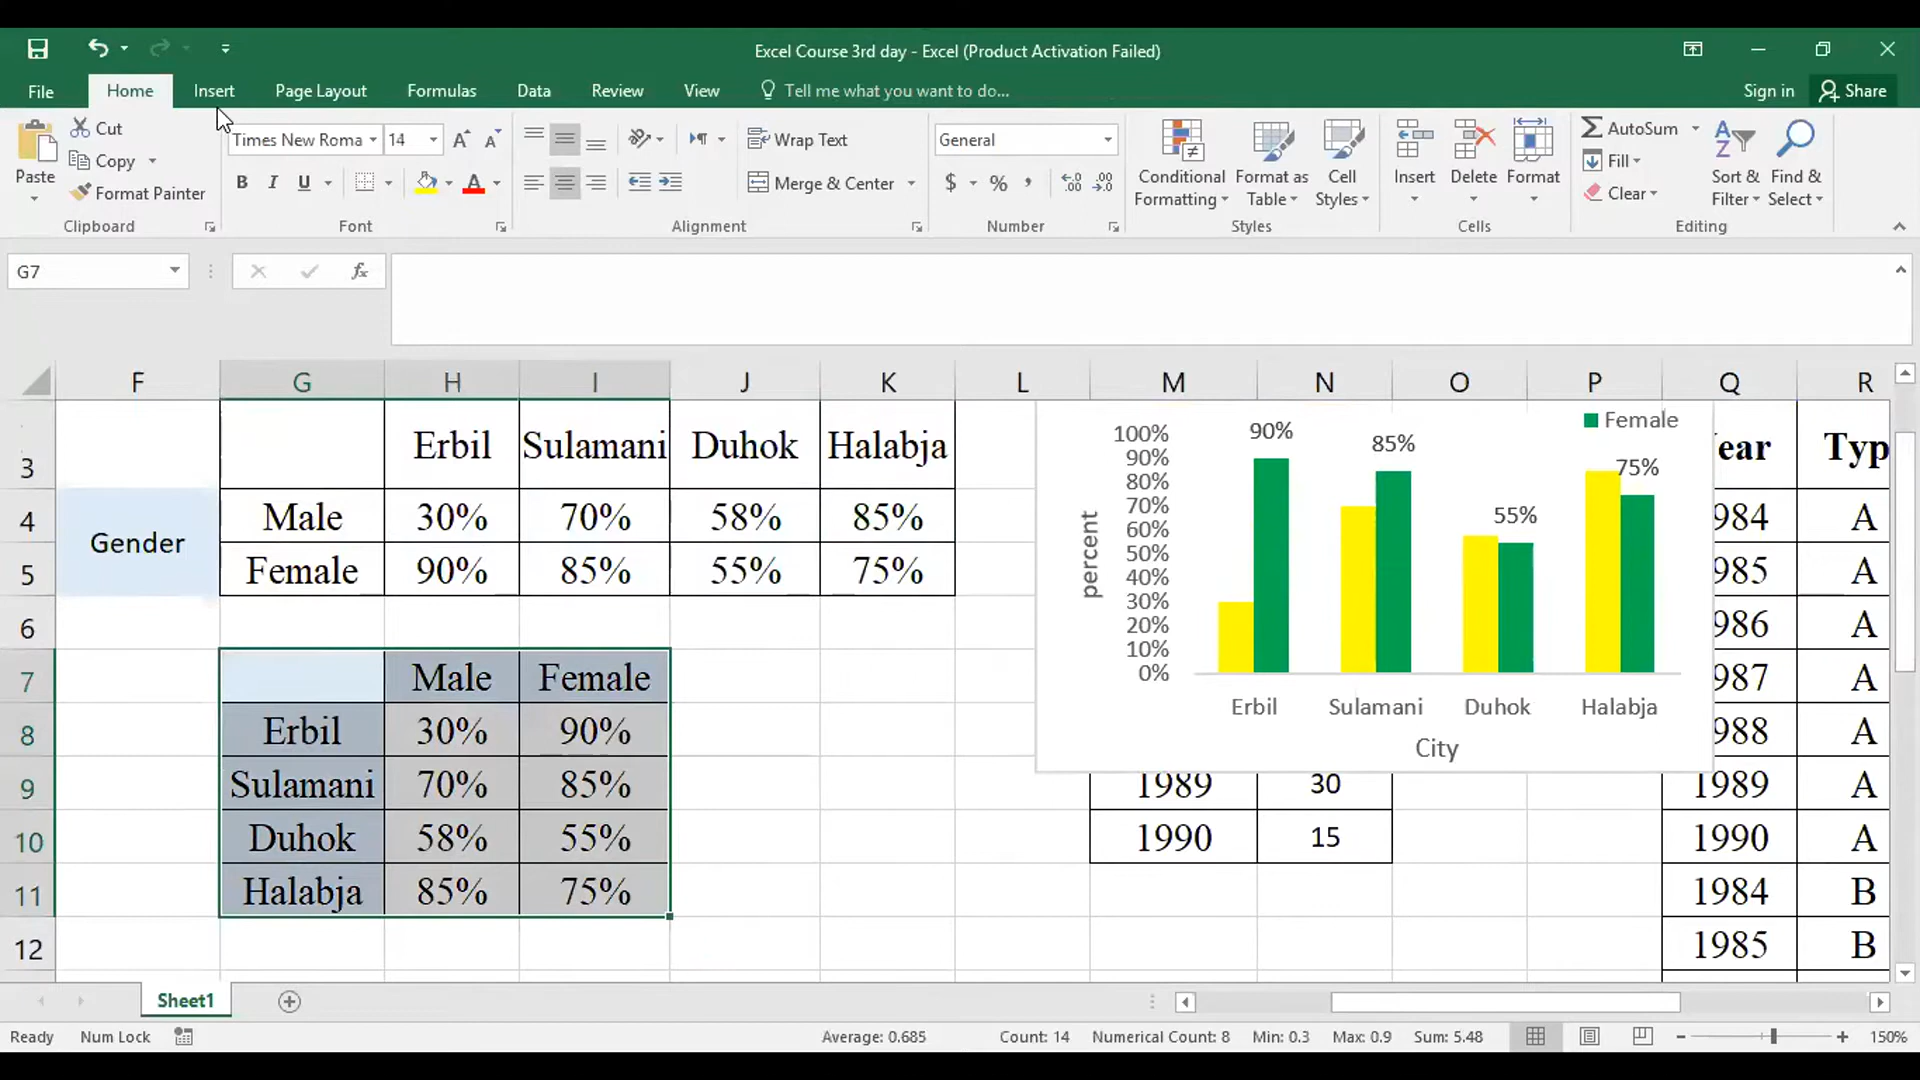 Excel Course 3rd day - Excel (Product Activation Failed)
File Home Insert Page Layout Formulas Data Review View Tell me what you want to do... Sign in Share
Paste Cut Copy Format Painter
Clipboard
Times New Roma 14
B I U A
Font
Wrap Text
Merge & Center
Alignment
General
$ % ,
Number
Conditional Formatting
Format as Table
Cell Styles
Styles
Insert Delete Format
Cells
AutoSum
Fill
Clear
Sort & Filter
Find & Select
Editing
G7 fx
F G H I J K L M N O P Q R
3 Erbil Sulamani Duhok Halabja
4 Male 30% 70% 58% 85%
Gender
5 Female 90% 85% 55% 75%
6
7 Male Female
8 Erbil 30% 90%
9 Sulamani 70% 85%
10 Duhok 58% 55%
11 Halabja 85% 75%
12
Female
100%
90%
80%
70%
60%
50%
40%
30%
20%
10%
0%
percent
90% 85% 55% 75%
Erbil Sulamani Duhok Halabja
City
1989 30
1990 15
ear Typ
984 A
985 A
986 A
987 A
988 A
1989 A
1990 A
1984 B
1985 B
Sheet1
Ready Num Lock Average: 0.685 Count: 14 Numerical Count: 8 Min: 0.3 Max: 0.9 Sum: 5.48 150%